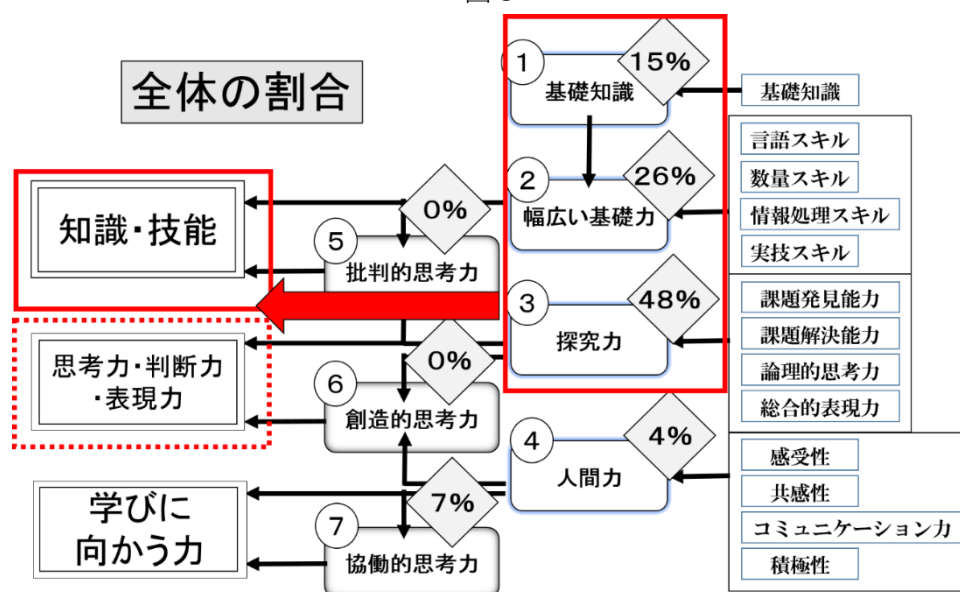 全体の割合
1
15%
基礎知識
基礎知識
2
26%
幅広い基礎力
言語スキル
数量スキル
情報処理スキル
実技スキル
知識・技能
0%
5
批判的思考力
3
48%
探究力
課題発見能力
課題解決能力
論理的思考力
総合的表現力
思考力・判断力
・表現力
0%
6
創造的思考力
4
4%
人間力
感受性
共感性
コミュニケーション力
積極性
学びに
向かう力
7%
7
協働的思考力